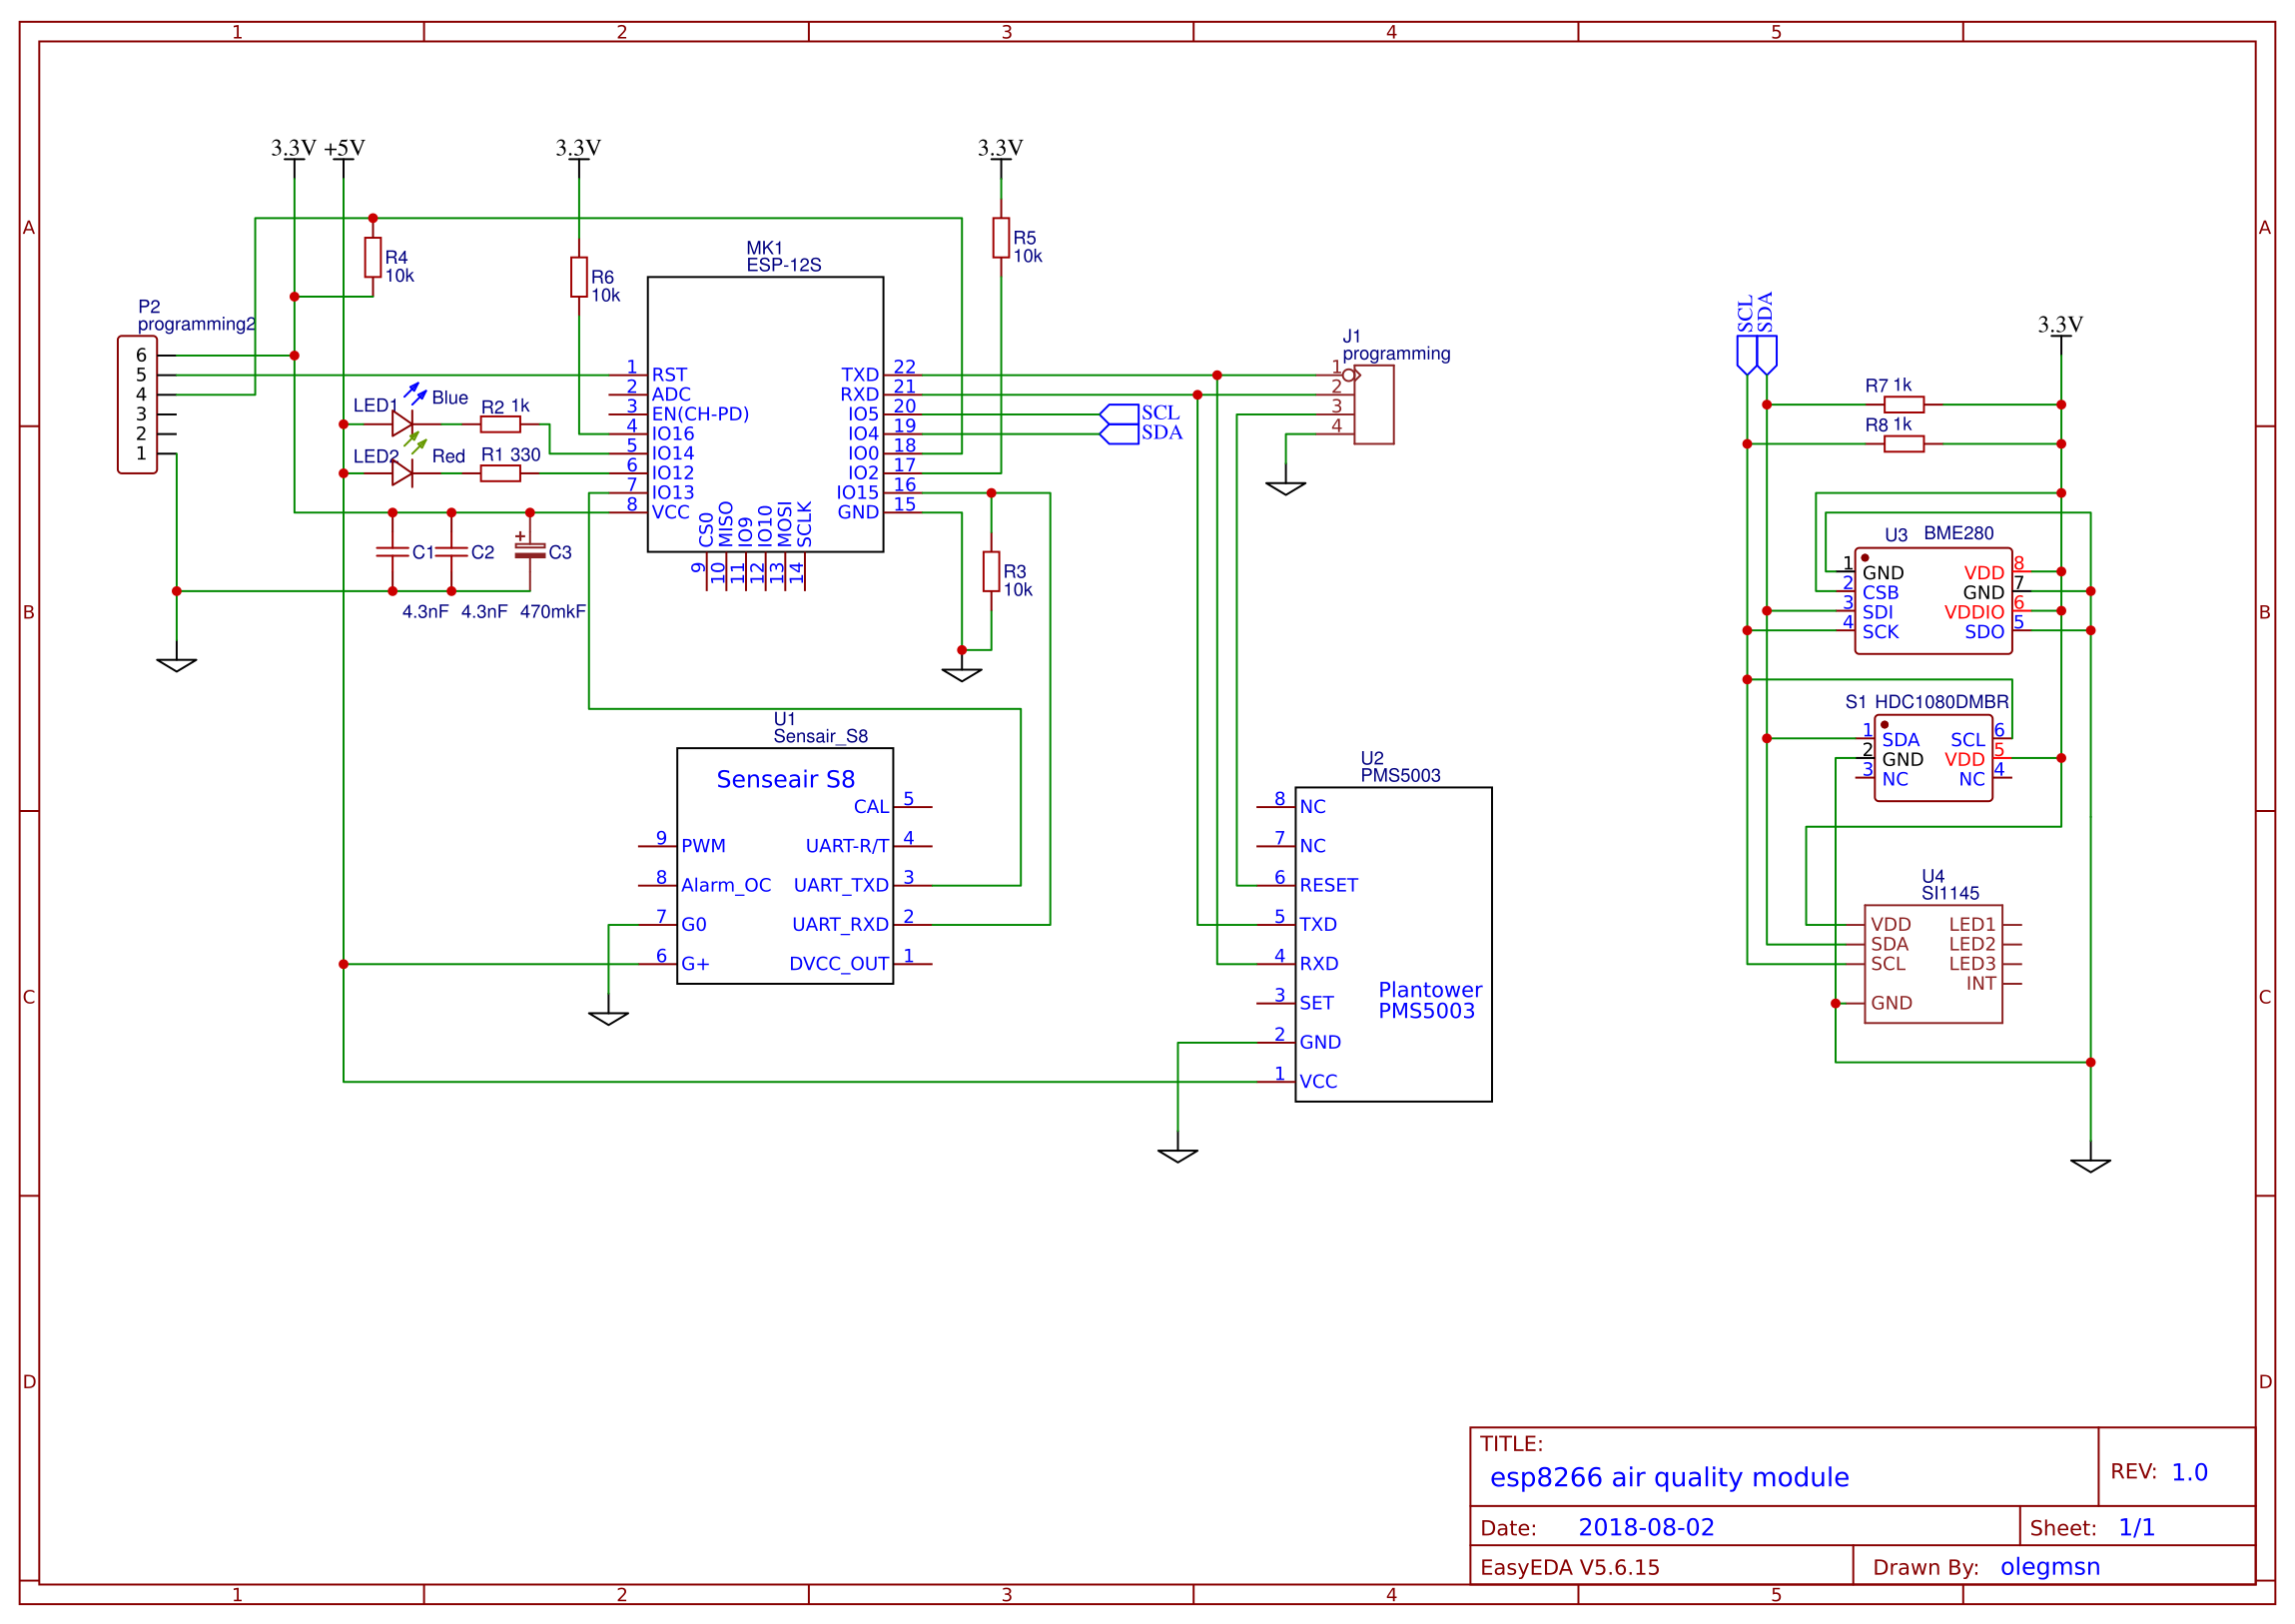 1 2 3 4 5
A
B
C
D
A
B
C
D
1 2 3 4 5
3.3V +5V
3.3V
3.3V
R4
10k
R6
10k
R5
10k
MK1
ESP-12S
P2
programming2
6
5
4
3
2
1
LED1
Blue
R2 1k
LED2
Red
R1 330
1 RST
2 ADC
3 EN(CH-PD)
4 IO16
5 IO14
6 IO12
7 IO13
8 VCC
TXD 22
RXD 21
IO5 20
IO4 19
IO0 18
IO2 17
IO15 16
GND 15
CS0 MISO IO9 IO10 MOSI SCLK
9 10 11 12 13 14
SCL
SDA
C1 C2 C3
+
4.3nF 4.3nF 470mkF
R3
10k
J1
programming
1
2
3
4
U1
Sensair_S8
Senseair S8
CAL 5
9 PWM UART-R/T 4
8 Alarm_OC UART_TXD 3
7 G0 UART_RXD 2
6 G+ DVCC_OUT 1
U2
PMS5003
8 NC
7 NC
6 RESET
5 TXD
4 RXD
3 SET
2 GND
1 VCC
Plantower
PMS5003
SCL
SDA
3.3V
R7 1k
R8 1k
U3 BME280
1 GND VDD 8
2 CSB GND 7
3 SDI VDDIO 6
4 SCK SDO 5
S1 HDC1080DMBR
1 SDA SCL 6
2 GND VDD 5
3 NC NC 4
U4
SI1145
VDD LED1
SDA LED2
SCL LED3
INT
GND
TITLE:
esp8266 air quality module
REV: 1.0
Date: 2018-08-02
Sheet: 1/1
EasyEDA V5.6.15
Drawn By: olegmsn